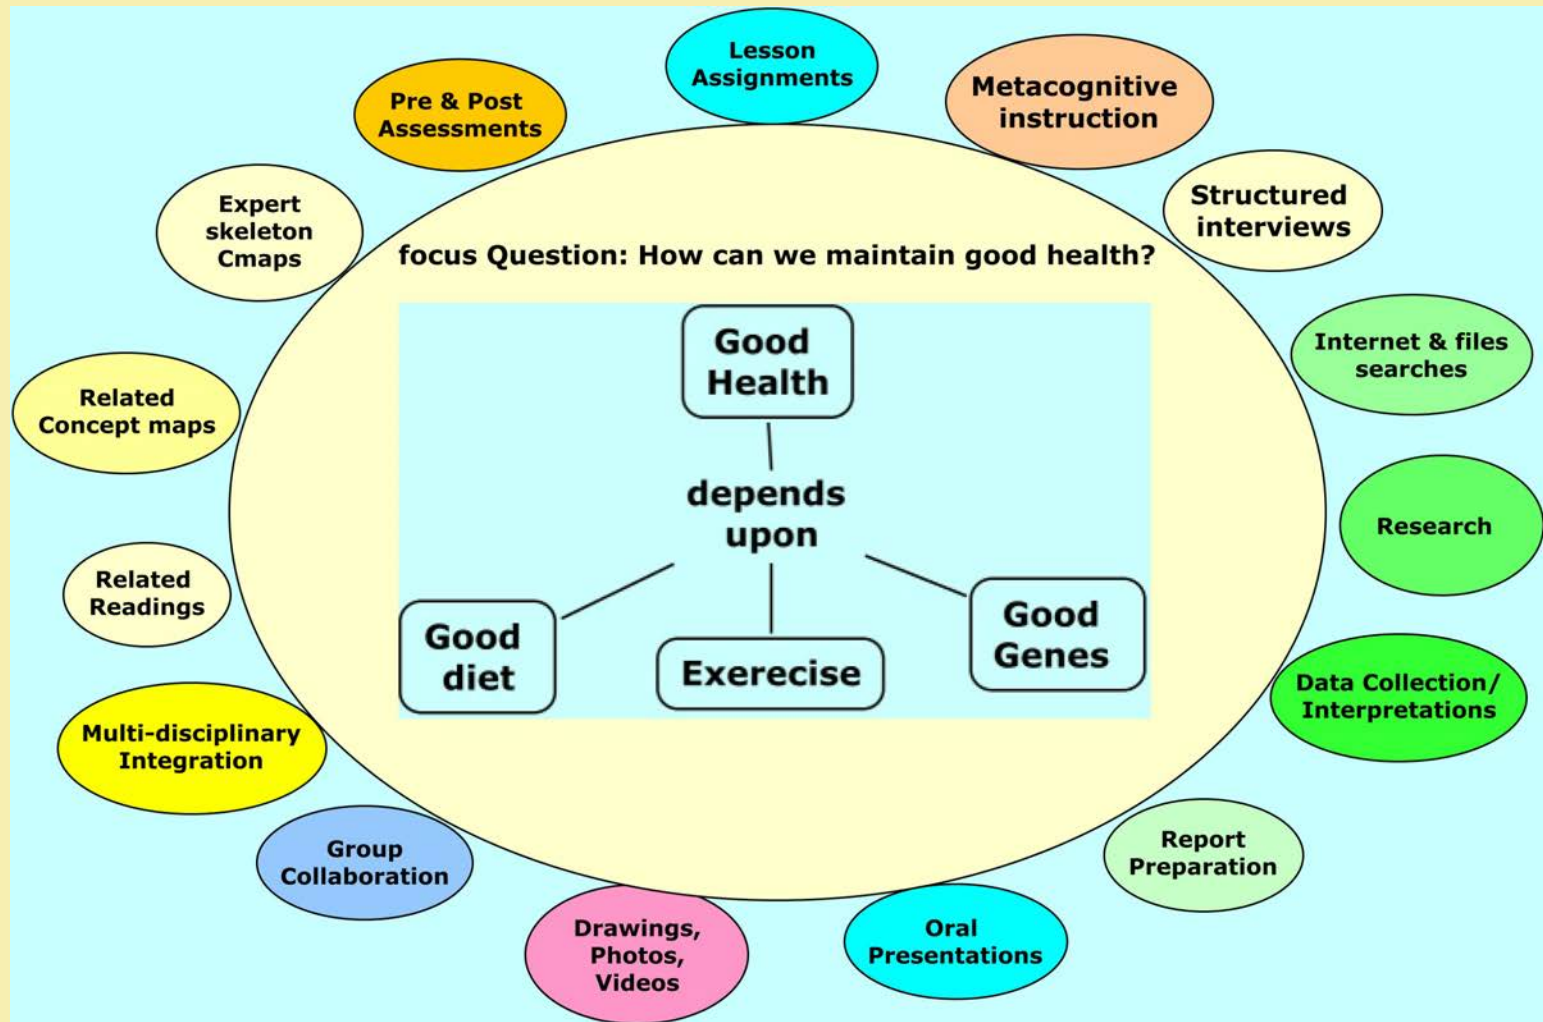 Lesson
Assignments
Metacognitive
instruction
Pre & Post
Assessments
Structured
interviews
Expert
skeleton
Cmaps
focus Question: How can we maintain good health?
Good
Health
Internet & files
searches
Related
Concept maps
depends
upon
Research
Related
Readings
Good
diet
Exerecise
Good
Genes
Data Collection/
Interpretations
Multi-disciplinary
Integration
Group
Collaboration
Report
Preparation
Drawings,
Photos,
Videos
Oral
Presentations